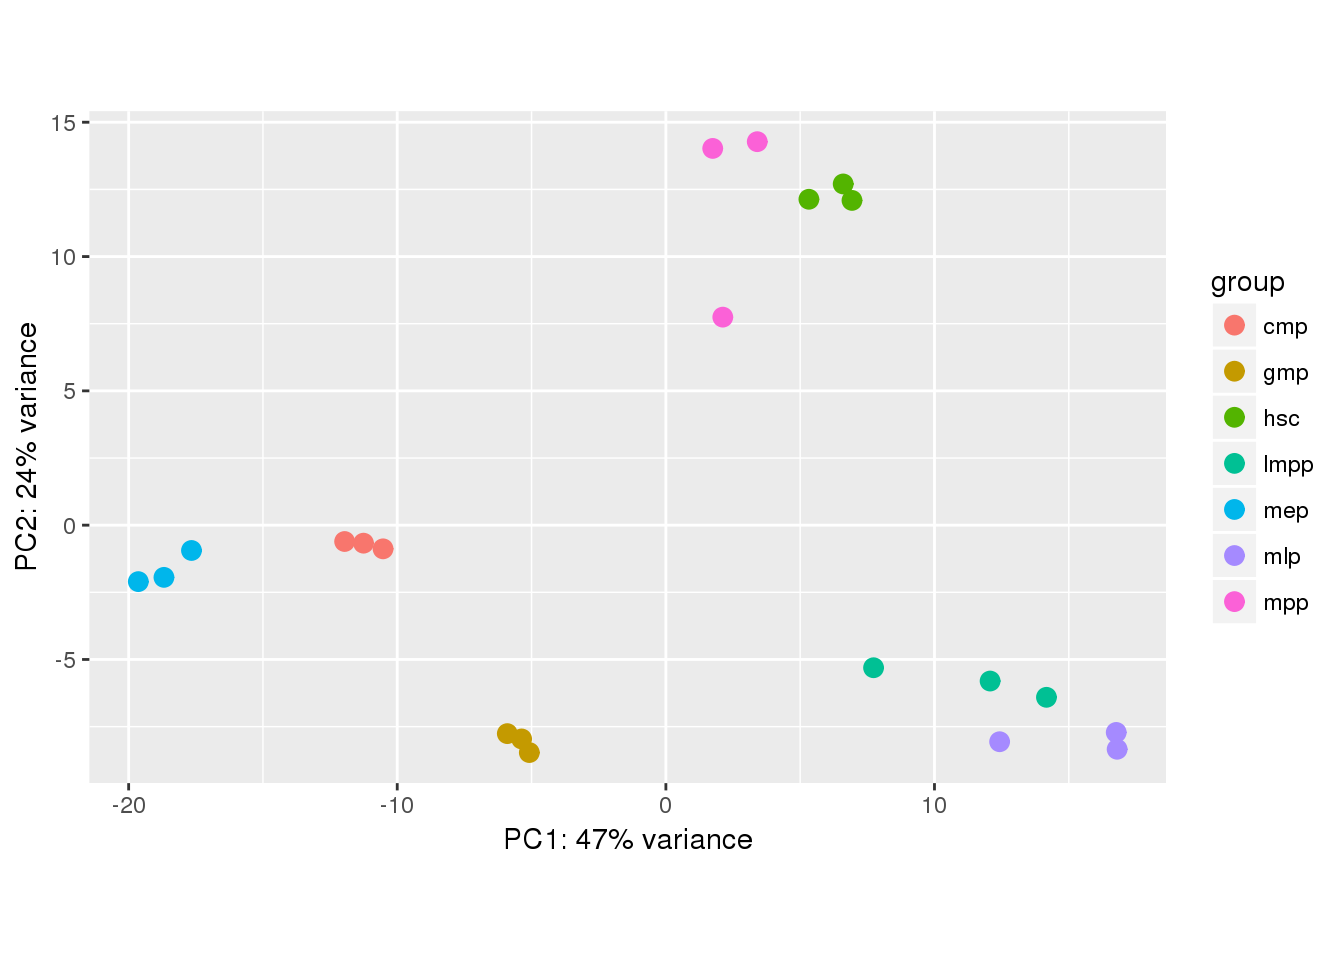 15
10
5
0
-5
PC2: 24% variance
-20
-10
0
10
PC1: 47% variance
group
cmp
gmp
hsc
lmpp
mep
mlp
mpp